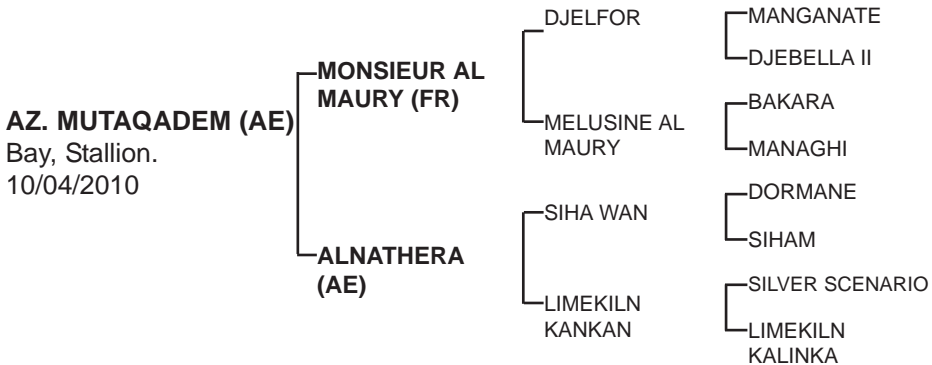 AZ. MUTAQADEM (AE)
Bay, Stallion.
10/04/2010
MONSIEUR AL
MAURY (FR)
ALNATHERA
(AE)
DJELFOR
MELUSINE AL
MAURY
SIHA WAN
LIMEKILN
KANKAN
MANGANATE
DJEBELLA II
BAKARA
MANAGHI
DORMANE
SIHAM
SILVER SCENARIO
LIMEKILN
KALINKA